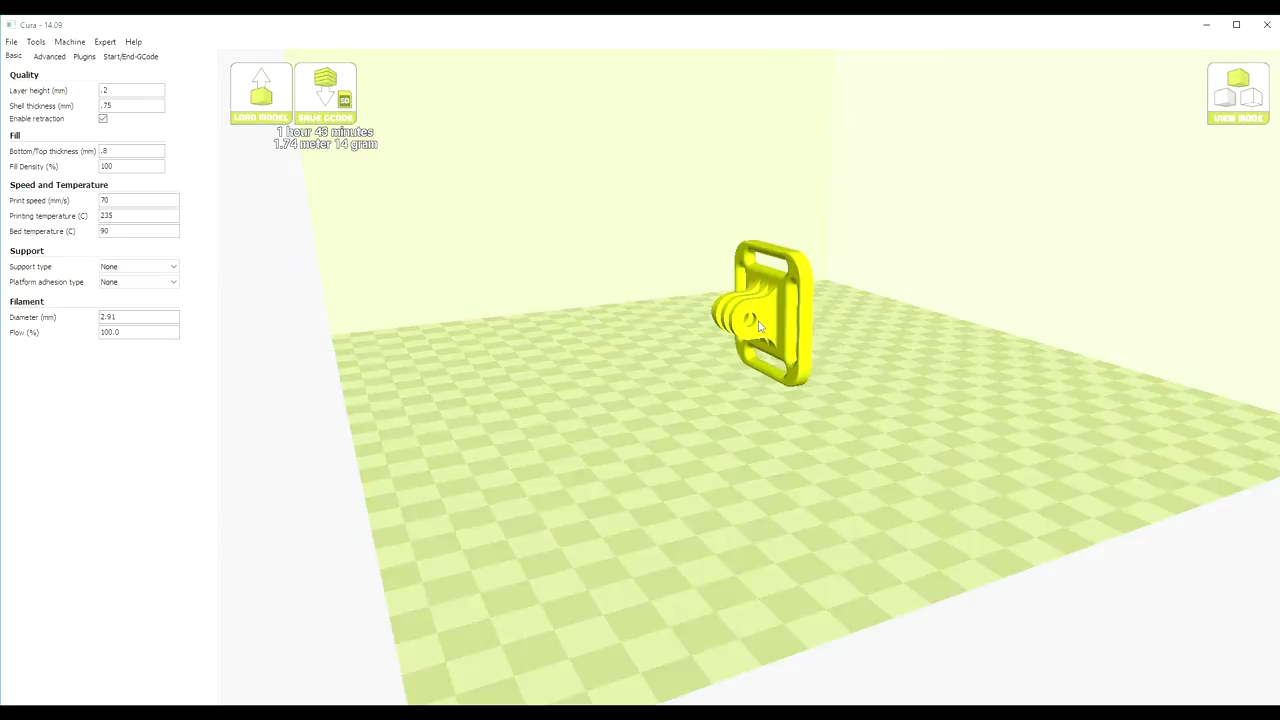 Cura - 14.09
File Tools Machine Expert Help
Basic Advanced Plugins Start/End-GCode
Quality
Layer height (mm) .2
Shell thickness (mm) .75
Enable retraction
Fill
Bottom/Top thickness (mm) .8
Fill Density (%) 100
Speed and Temperature
Print speed (mm/s) 70
Printing temperature (C) 235
Bed temperature (C) 90
Support
Support type None
Platform adhesion type None
Filament
Diameter (mm) 2.91
Flow (%) 100.0
LOAD MODEL
SD
SAVE GCODE
1 hour 43 minutes
1.74 meter 14 gram
VIEW MODE